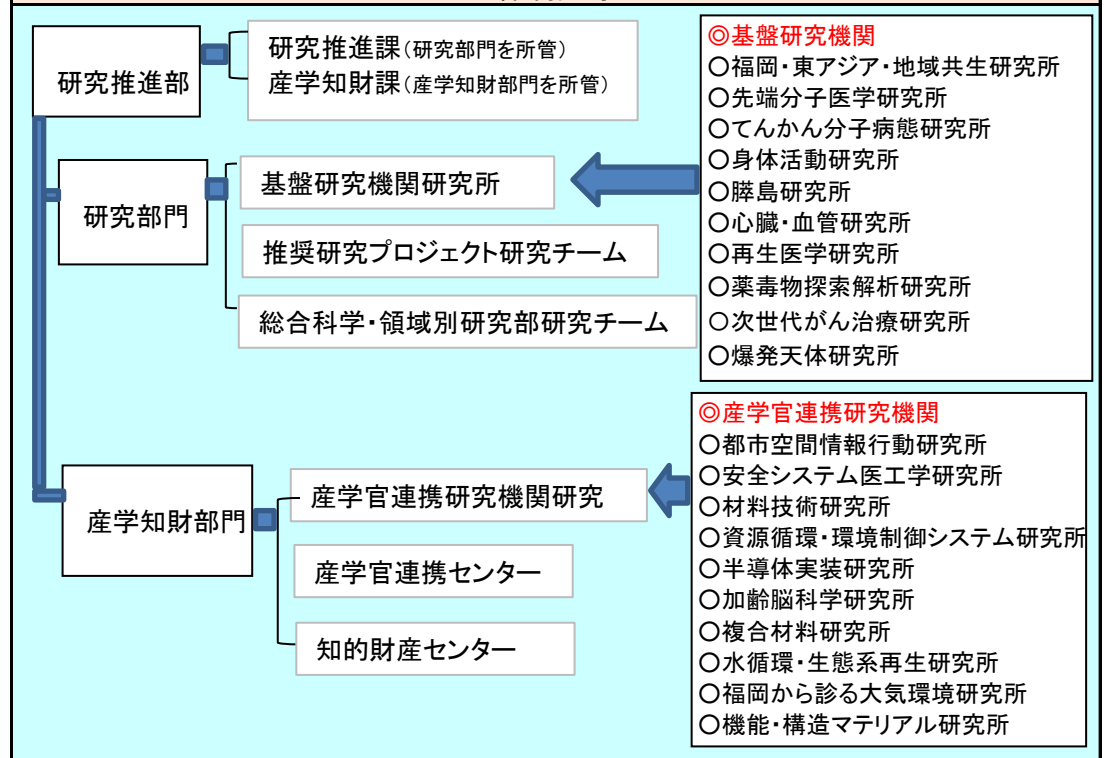 研究推進部
研究推進課(研究部門を所管)
産学知財課(産学知財部門を所管)
研究部門
基盤研究機関研究所
推奨研究プロジェクト研究チーム
総合科学・領域別研究部研究チーム
◎基盤研究機関
○福岡・東アジア・地域共生研究所
○先端分子医学研究所
○てんかん分子病態研究所
○身体活動研究所
○膵島研究所
○心臓・血管研究所
○再生医学研究所
○薬毒物探索解析研究所
○次世代がん治療研究所
○爆発天体研究所
産学知財部門
産学官連携研究機関研究
産学官連携センター
知的財産センター
◎産学官連携研究機関
○都市空間情報行動研究所
○安全システム医工学研究所
○材料技術研究所
○資源循環・環境制御システム研究所
○半導体実装研究所
○加齢脳科学研究所
○複合材料研究所
○水循環・生態系再生研究所
○福岡から診る大気環境研究所
○機能・構造マテリアル研究所